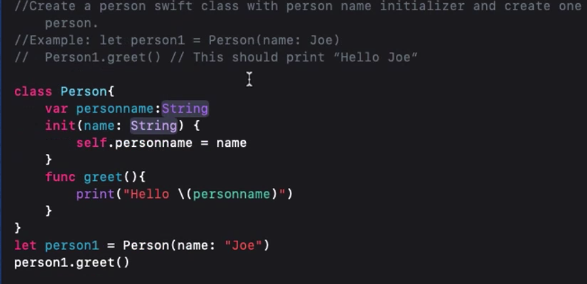 //Create a person swift class with person name initializer and create one
person.
//Example: let person1 = Person(name: Joe)
//  Person1.greet() // This should print “Hello Joe”
class Person{
var personname:String
init(name: String) {
self.personname = name
}
func greet(){
print("Hello \(personname)")
}
}
let person1 = Person(name: "Joe")
person1.greet()